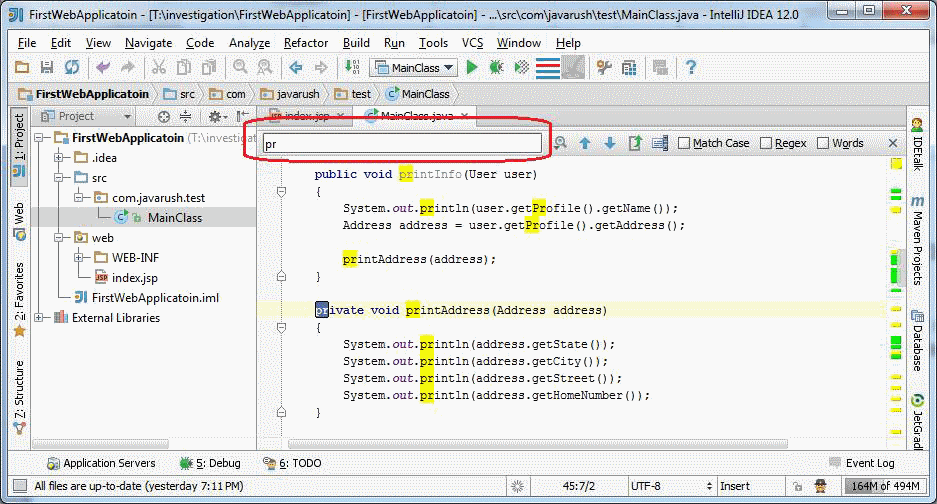 FirstWebApplicatoin - [T:\investigation\FirstWebApplicatoin] - [FirstWebApplicatoin] - ...\src\com\javarush\test\MainClass.java - IntelliJ IDEA 12.0
File Edit View Navigate Code Analyze Refactor Build Run Tools VCS Window Help
MainClass
FirstWebApplicatoin src com javarush test MainClass
Project index.jsp MainClass.java
pr Match Case Regex Words
1: Project
Web
2: Favorites
7: Structure
FirstWebApplicatoin (T:\investiga
.idea
src
com.javarush.test
MainClass
web
WEB-INF
index.jsp
FirstWebApplicatoin.iml
External Libraries
public void printInfo(User user)
{
System.out.println(user.getProfile().getName());
Address address = user.getProfile().getAddress();
printAddress(address);
}
private void printAddress(Address address)
{
System.out.println(address.getState());
System.out.println(address.getCity());
System.out.println(address.getStreet());
System.out.println(address.getHomeNumber());
}
IDEtalk
Maven Projects
Database
JetGrad
Application Servers 5: Debug 6: TODO Event Log
All files are up-to-date (yesterday 7:11 PM) 45:7/2 UTF-8 Insert 164M of 494M